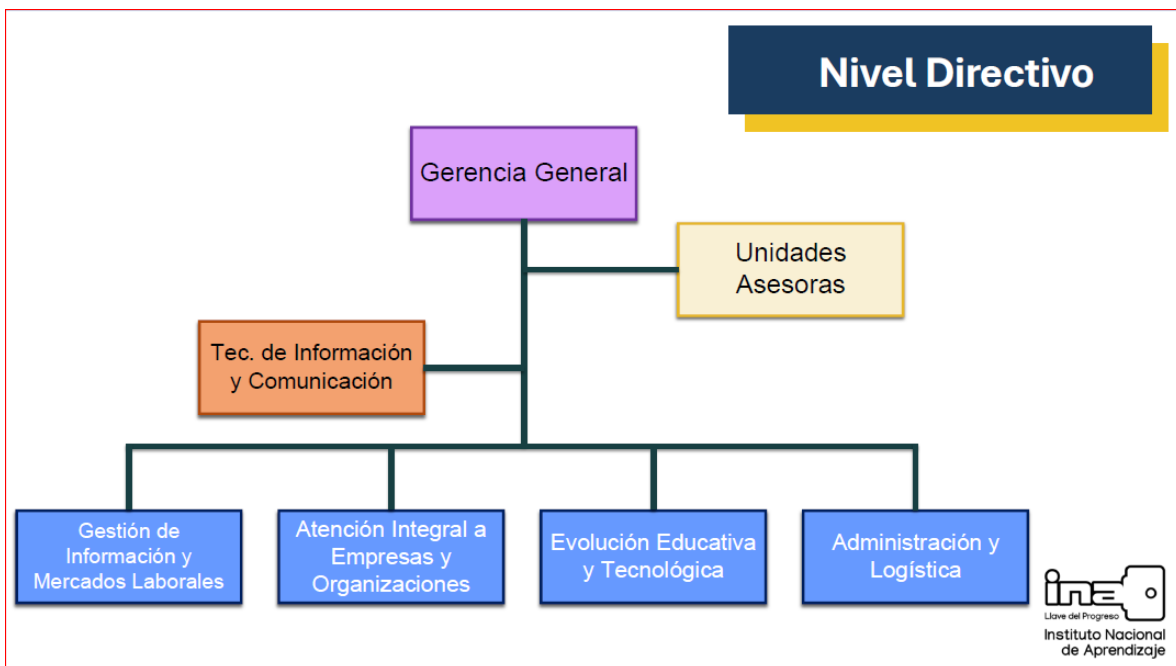 Nivel Directivo
Gerencia General
Unidades
Asesoras
Tec. de Información
y Comunicación
Gestión de
Información y
Mercados Laborales
Atención Integral a
Empresas y
Organizaciones
Evolución Educativa
y Tecnológica
Administración y
Logística
ina
Llave del Progreso
Instituto Nacional
de Aprendizaje